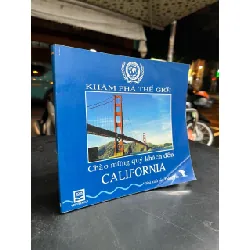 KHÁM PHÁ THẾ GIỚI
Chào mừng quý khách đến
CALIFORNIA